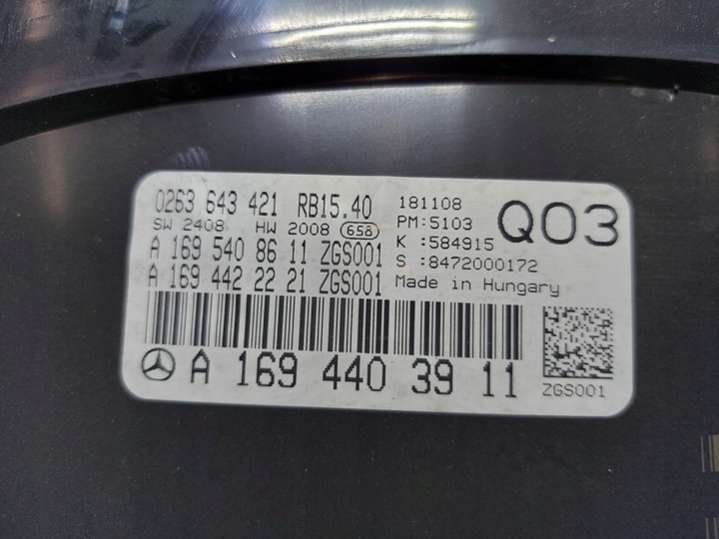 0263 643 421 RB15.40
SW 2408 HW 2008 658
A 169 540 86 11 ZGS001
A 169 442 22 21 ZGS001
181108
PM:5103
K :584915
S :8472000172
Made in Hungary
Q03
A 169 440 39 11
ZGS001